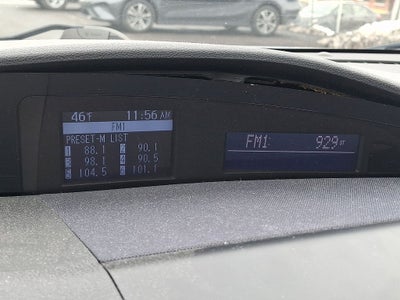 46°F 11:56 AM
FM1
PRESET-M LIST
1 88.1 2 90.1
3 98.1 4 90.5
5 104.5 6 101.1
FM1 92.9 ST